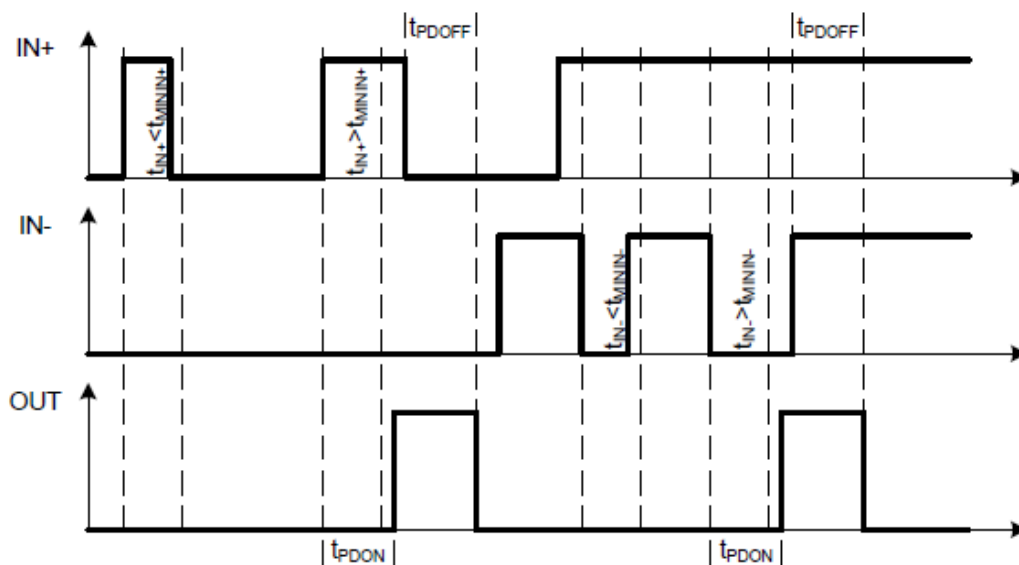 tPDOFF
tPDOFF
IN+
tIN+<tMININ+
tIN+>tMININ+
IN-
tIN-<tMININ-
tIN->tMININ-
OUT
tPDON
tPDON